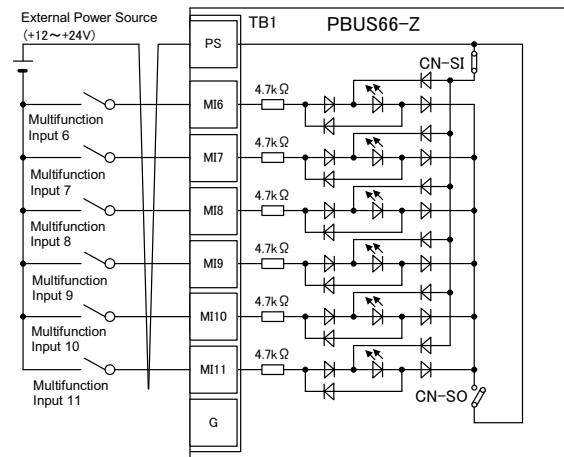 External Power Source
(+12～+24V)
TB1
PBUS66-Z
PS
CN-SI
MI6
4.7kΩ
Multifunction
Input 6
MI7
4.7kΩ
Multifunction
Input 7
MI8
4.7kΩ
Multifunction
Input 8
MI9
4.7kΩ
Multifunction
Input 9
MI10
4.7kΩ
Multifunction
Input 10
MI11
4.7kΩ
Multifunction
Input 11
CN-SO
G